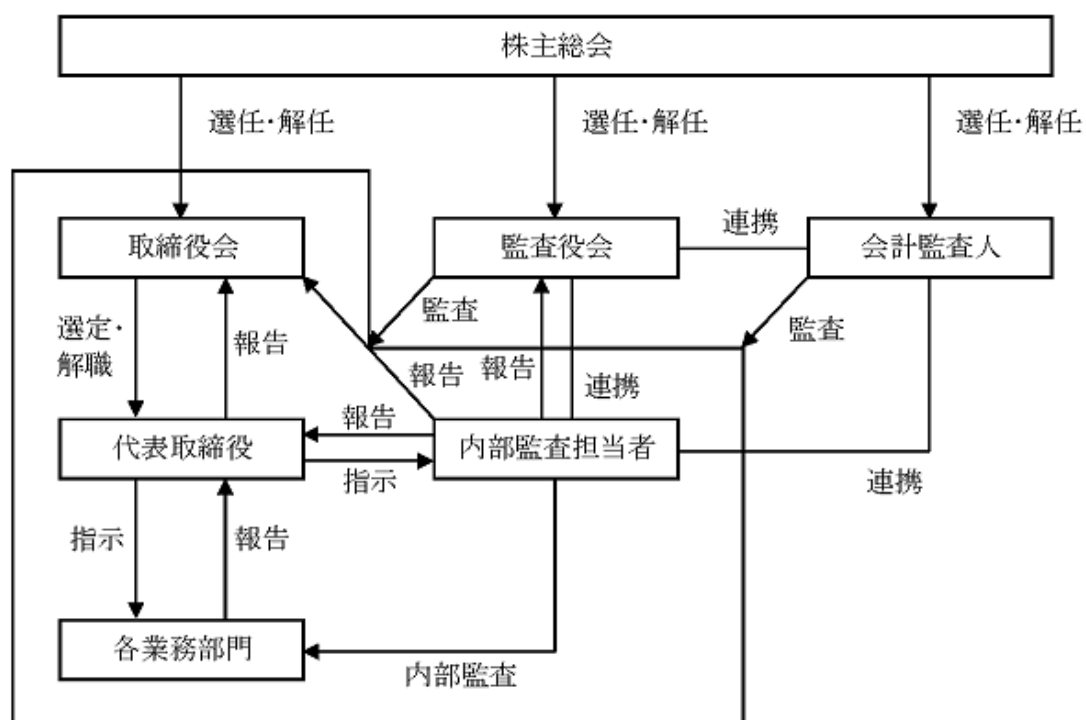 株主総会
選任･解任
選任･解任
選任･解任
取締役会
監査役会
連携
会計監査人
監査
監査
選定･
解職
報告
報告
報告
連携
代表取締役
報告
指示
内部監査担当者
連携
指示
報告
各業務部門
内部監査